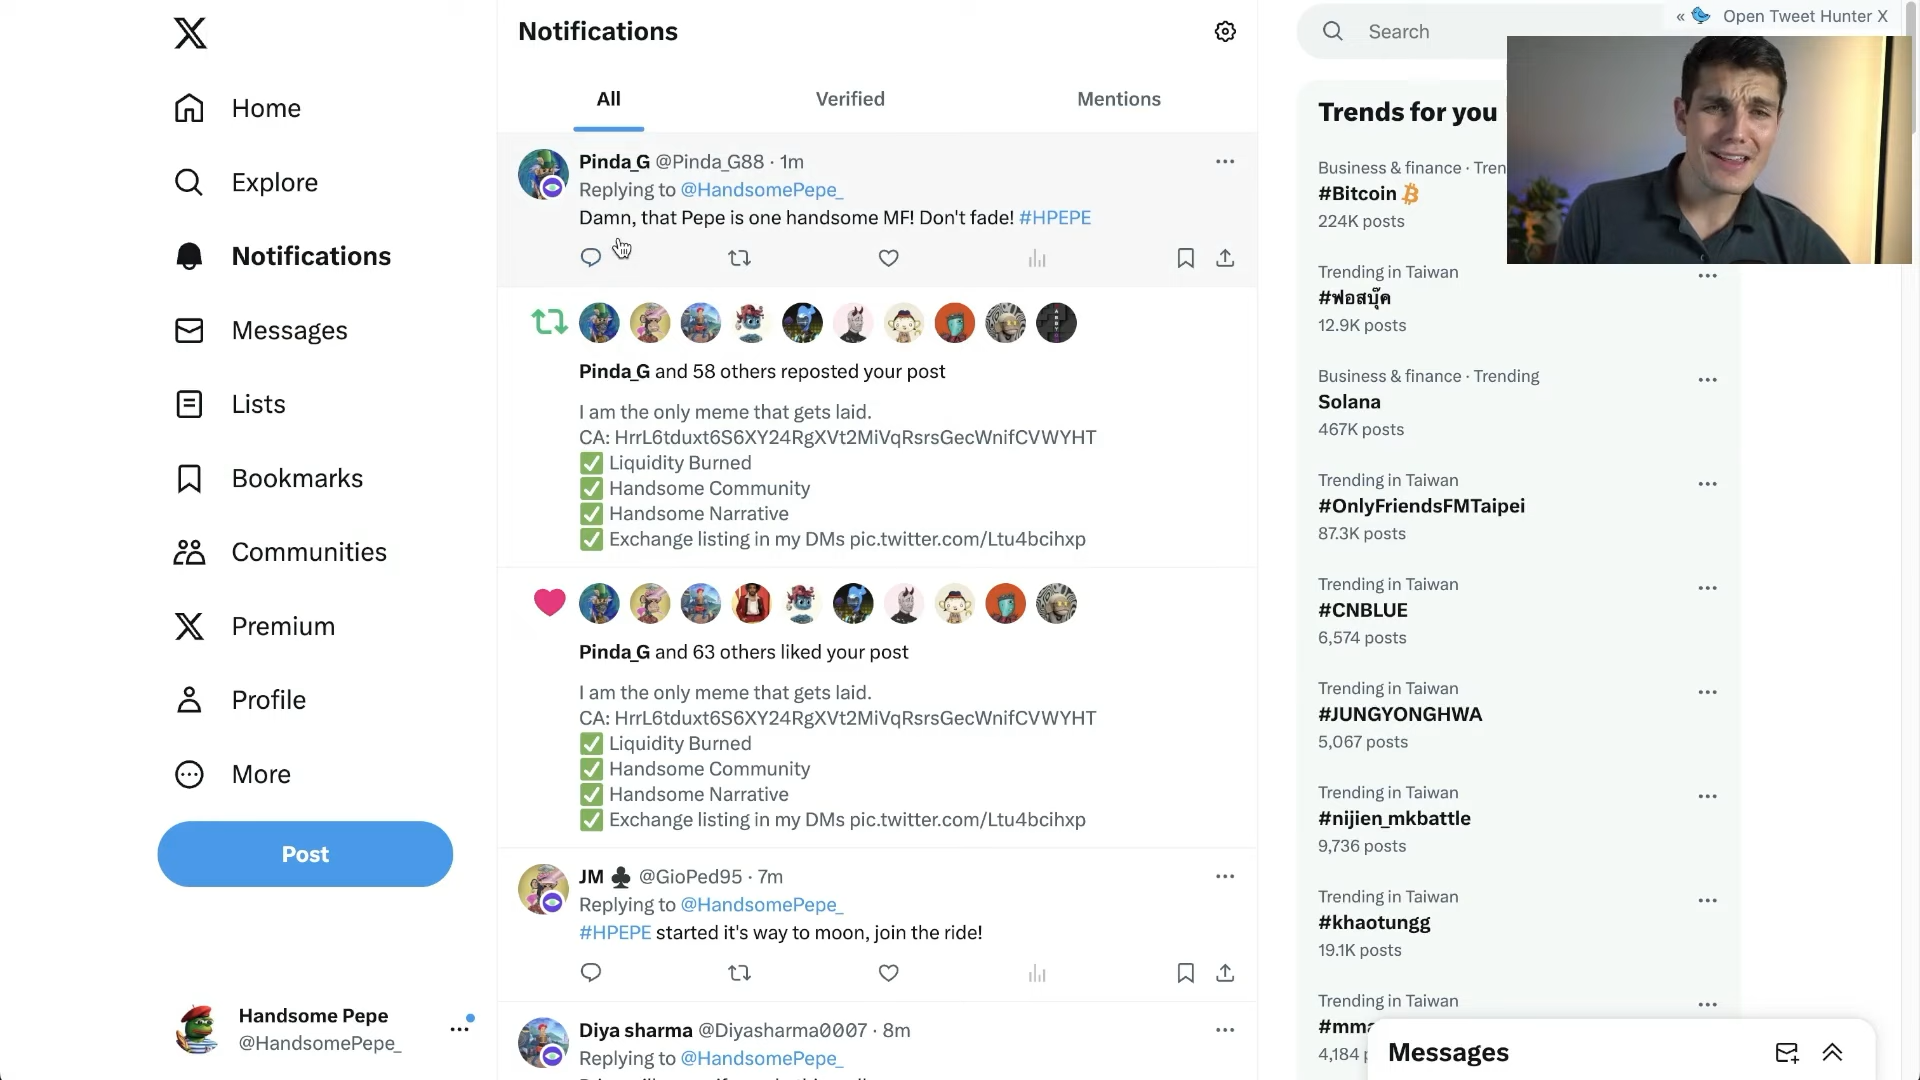 Home
Explore
Notifications
Messages
Lists
Bookmarks
Communities
Premium
Profile
More
Post
Handsome Pepe
@HandsomePepe_
Notifications
All
Verified
Mentions
Pinda_G @Pinda_G88 · 1m
Replying to @HandsomePepe_
Damn, that Pepe is one handsome MF! Don't fade! #HPEPE
Pinda_G and 58 others reposted your post
I am the only meme that gets laid.
CA: HrrL6tduxt6S6XY24RgXVt2MiVqRsrsGecWnifCVWYHT
✅ Liquidity Burned
✅ Handsome Community
✅ Handsome Narrative
✅ Exchange listing in my DMs pic.twitter.com/Ltu4bcihxp
Pinda_G and 63 others liked your post
I am the only meme that gets laid.
CA: HrrL6tduxt6S6XY24RgXVt2MiVqRsrsGecWnifCVWYHT
✅ Liquidity Burned
✅ Handsome Community
✅ Handsome Narrative
✅ Exchange listing in my DMs pic.twitter.com/Ltu4bcihxp
JM ♣ @GioPed95 · 7m
Replying to @HandsomePepe_
#HPEPE started it's way to moon, join the ride!
Diya sharma @Diyasharma0007 · 8m
Replying to @HandsomePepe_
« Open Tweet Hunter X
Search
Trends for you
Business & finance · Tren
#Bitcoin
224K posts
Trending in Taiwan
#ฟอสบุ๊ค
12.9K posts
Business & finance · Trending
Solana
467K posts
Trending in Taiwan
#OnlyFriendsFMTaipei
87.3K posts
Trending in Taiwan
#CNBLUE
6,574 posts
Trending in Taiwan
#JUNGYONGHWA
5,067 posts
Trending in Taiwan
#nijien_mkbattle
9,736 posts
Trending in Taiwan
#khaotungg
19.1K posts
Trending in Taiwan
#mma
4,184 p
Messages